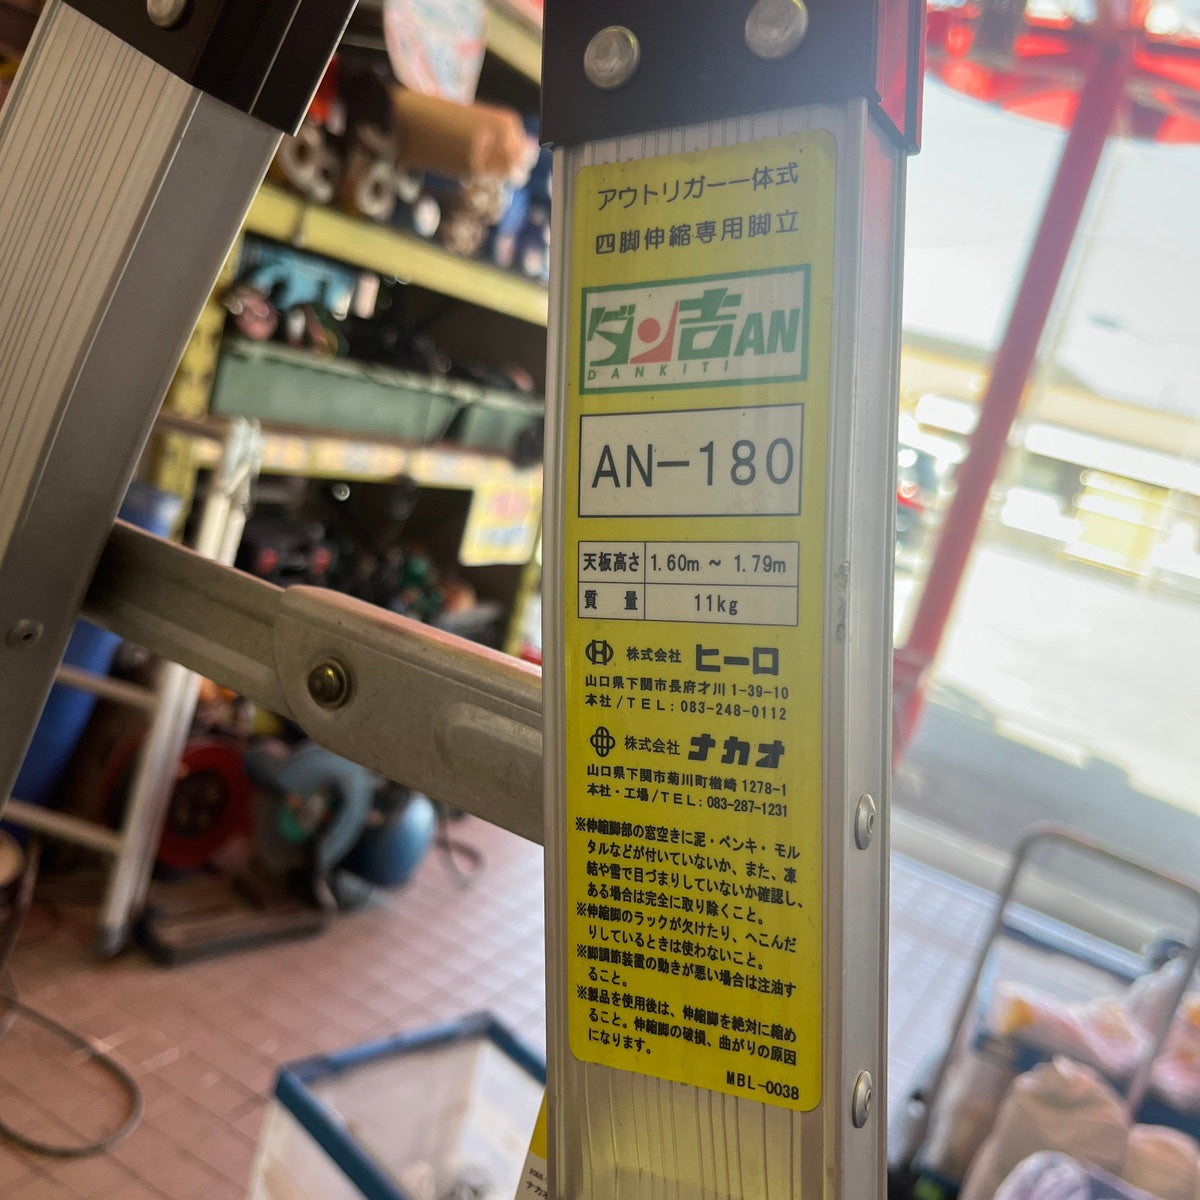 アウトリガー一体式
四脚伸縮専用脚立
ダン吉AN
DANKITI
AN-180
天板高さ 1.60m ~ 1.79m
質 量 11kg
株式会社 ヒーロ
山口県下関市長府才川1-39-10
本社/TEL:083-248-0112
株式会社 ナカオ
山口県下関市菊川町楢崎1278-1
本社・工場/TEL:083-287-1231
※伸縮脚部の窓空きに泥・ペンキ・モル
タルなどが付いていないか、また、凍
結や雪で目づまりしていないか確認し、
ある場合は完全に取り除くこと。
※伸縮脚のラックが欠けたり、へこんだ
りしているときは使わないこと。
※脚調節装置の動きが悪い場合は注油す
ること。
※製品を使用後は、伸縮脚を絶対に縮め
ること。伸縮脚の破損、曲がりの原因
になります。
MBL-0038